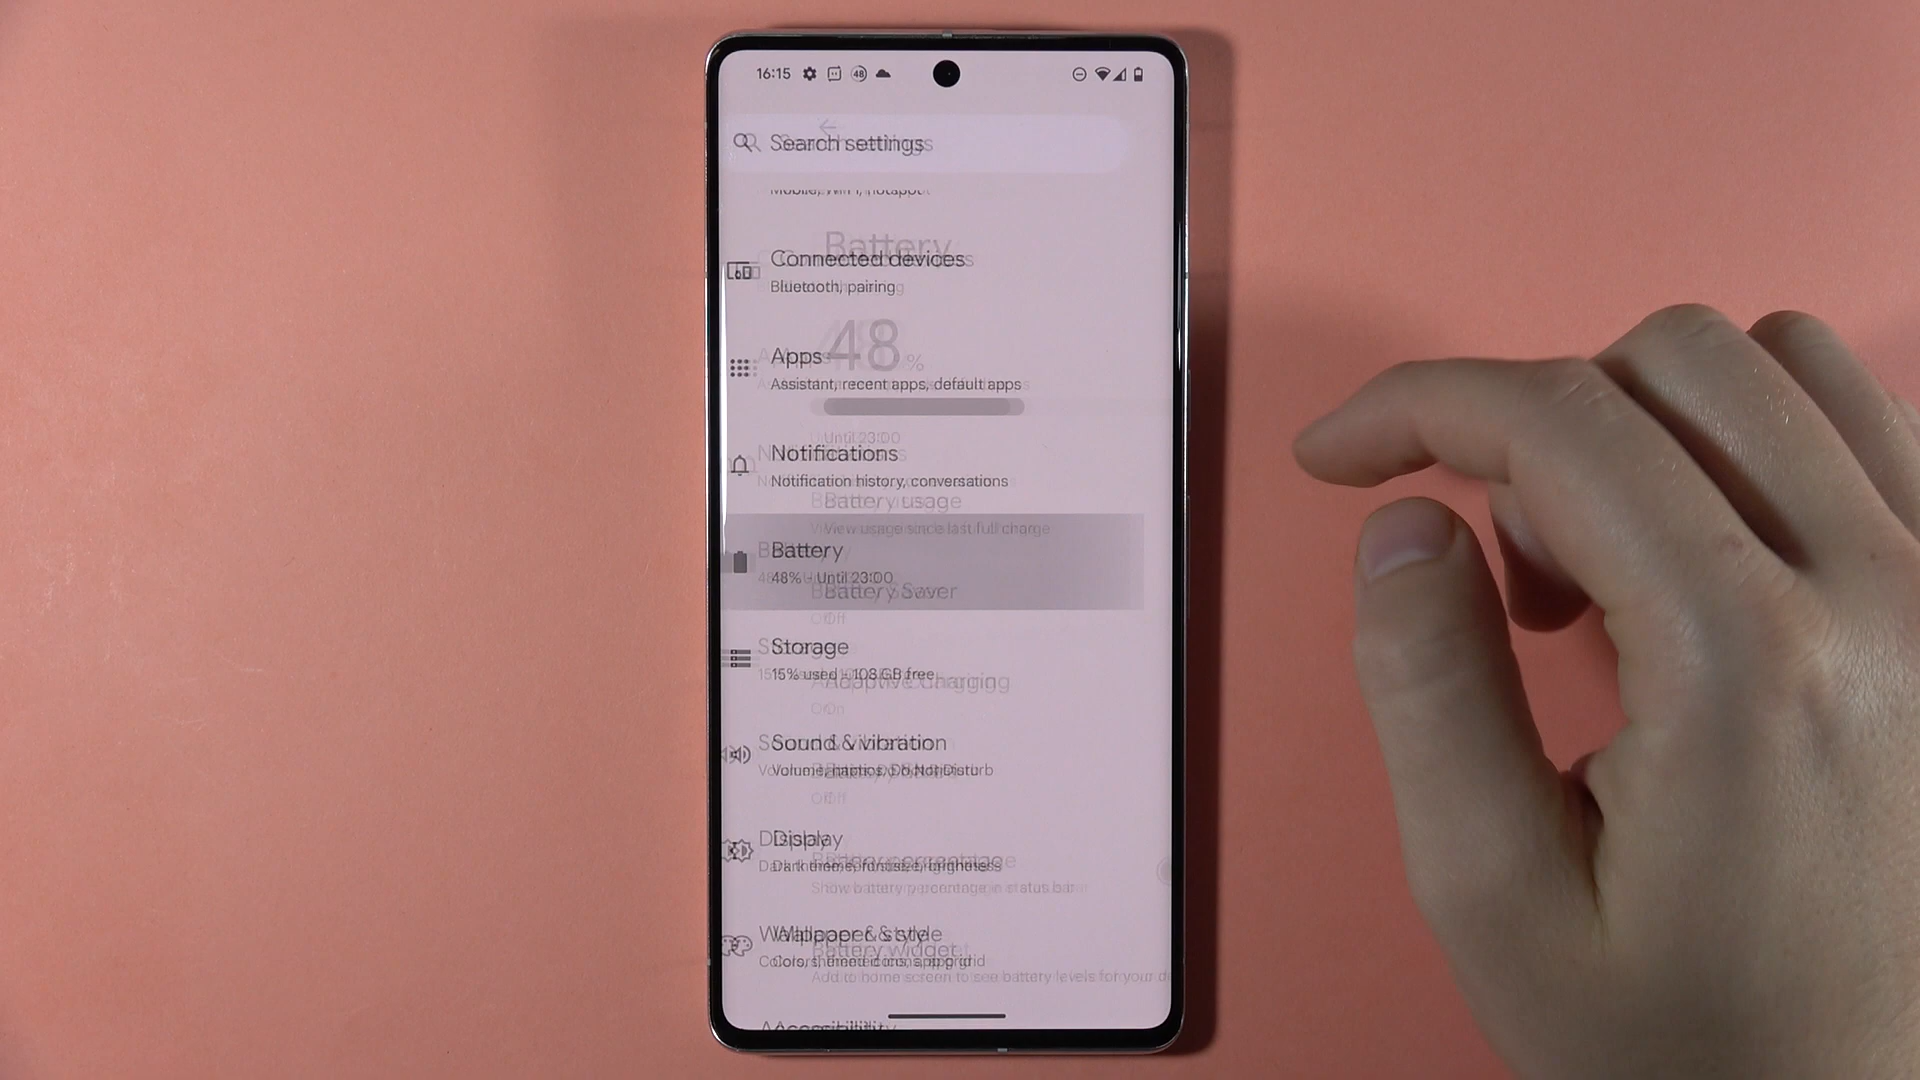 16:15 48
Search settings
Mobile, Wi-Fi, hotspot
Battery
Connected devices
Bluetooth, pairing
48 %
Apps
Assistant, recent apps, default apps
Until 23:00
Notifications
Notification history, conversations
Battery usage
View usage since last full charge
Battery
48% - Until 23:00
Battery Saver
Off
Storage
15% used - 108 GB free
Adaptive Charging
On
Sound & vibration
Volume, haptics, Do Not Disturb
Off
Display
Dark theme, font size, brightness
Battery percentage
Show battery percentage in status bar
Wallpaper & style
Battery widget
Colors, themed icons, app grid
Add to home screen to see battery levels for your d
Accessibility